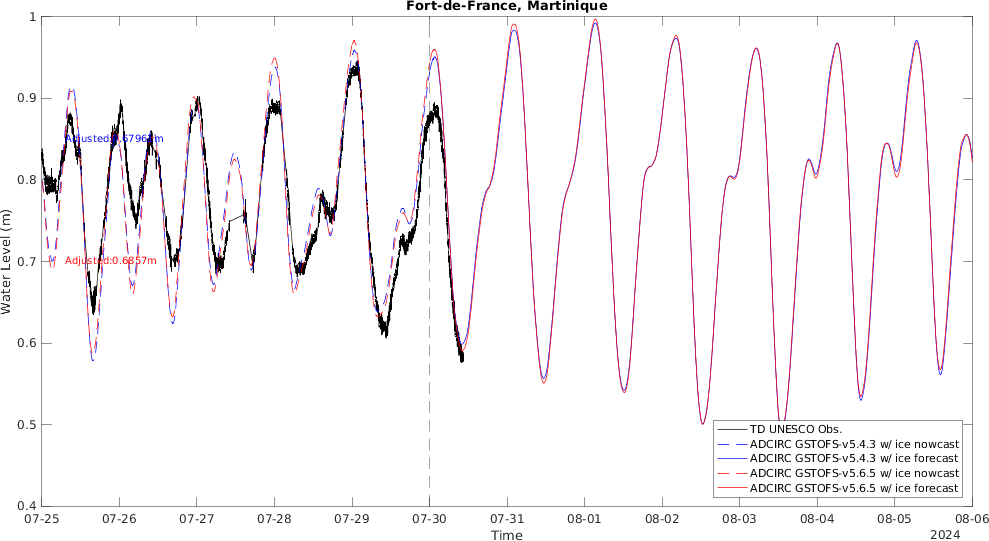 Fort-de-France, Martinique
1
0.9
0.8
0.7
0.6
0.5
0.4
Water Level (m)
Adjusted:0.6857m
07-25
07-26
07-27
07-28
07-29
07-30
07-31
08-01
08-02
08-03
08-04
08-05
08-06
Time
2024
TD UNESCO Obs.
ADCIRC GSTOFS-v5.4.3 w/ ice nowcast
ADCIRC GSTOFS-v5.4.3 w/ ice forecast
ADCIRC GSTOFS-v5.6.5 w/ ice nowcast
ADCIRC GSTOFS-v5.6.5 w/ ice forecast